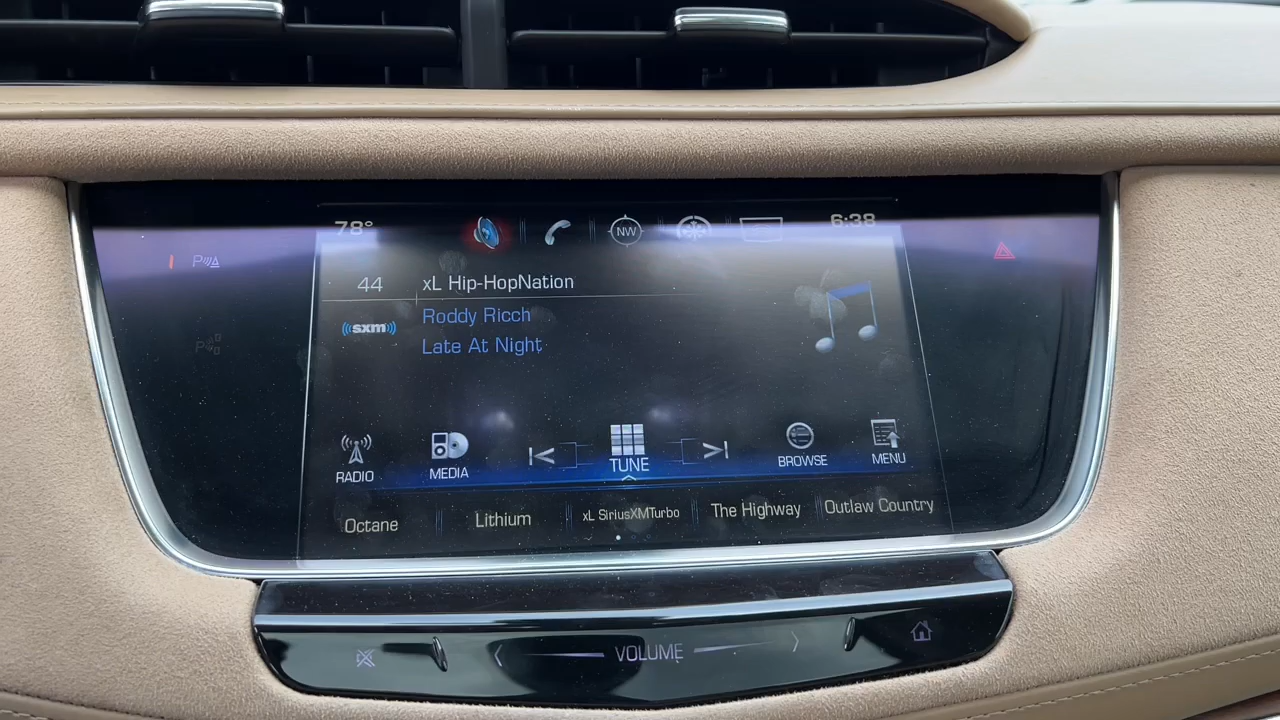 78°
NW
6:38
P
44
xL Hip-HopNation
sxm
Roddy Ricch
Late At Night
P
RADIO
MEDIA
TUNE
BROWSE
MENU
Octane
Lithium
xL SiriusXMTurbo
The Highway
Outlaw Country
VOLUME